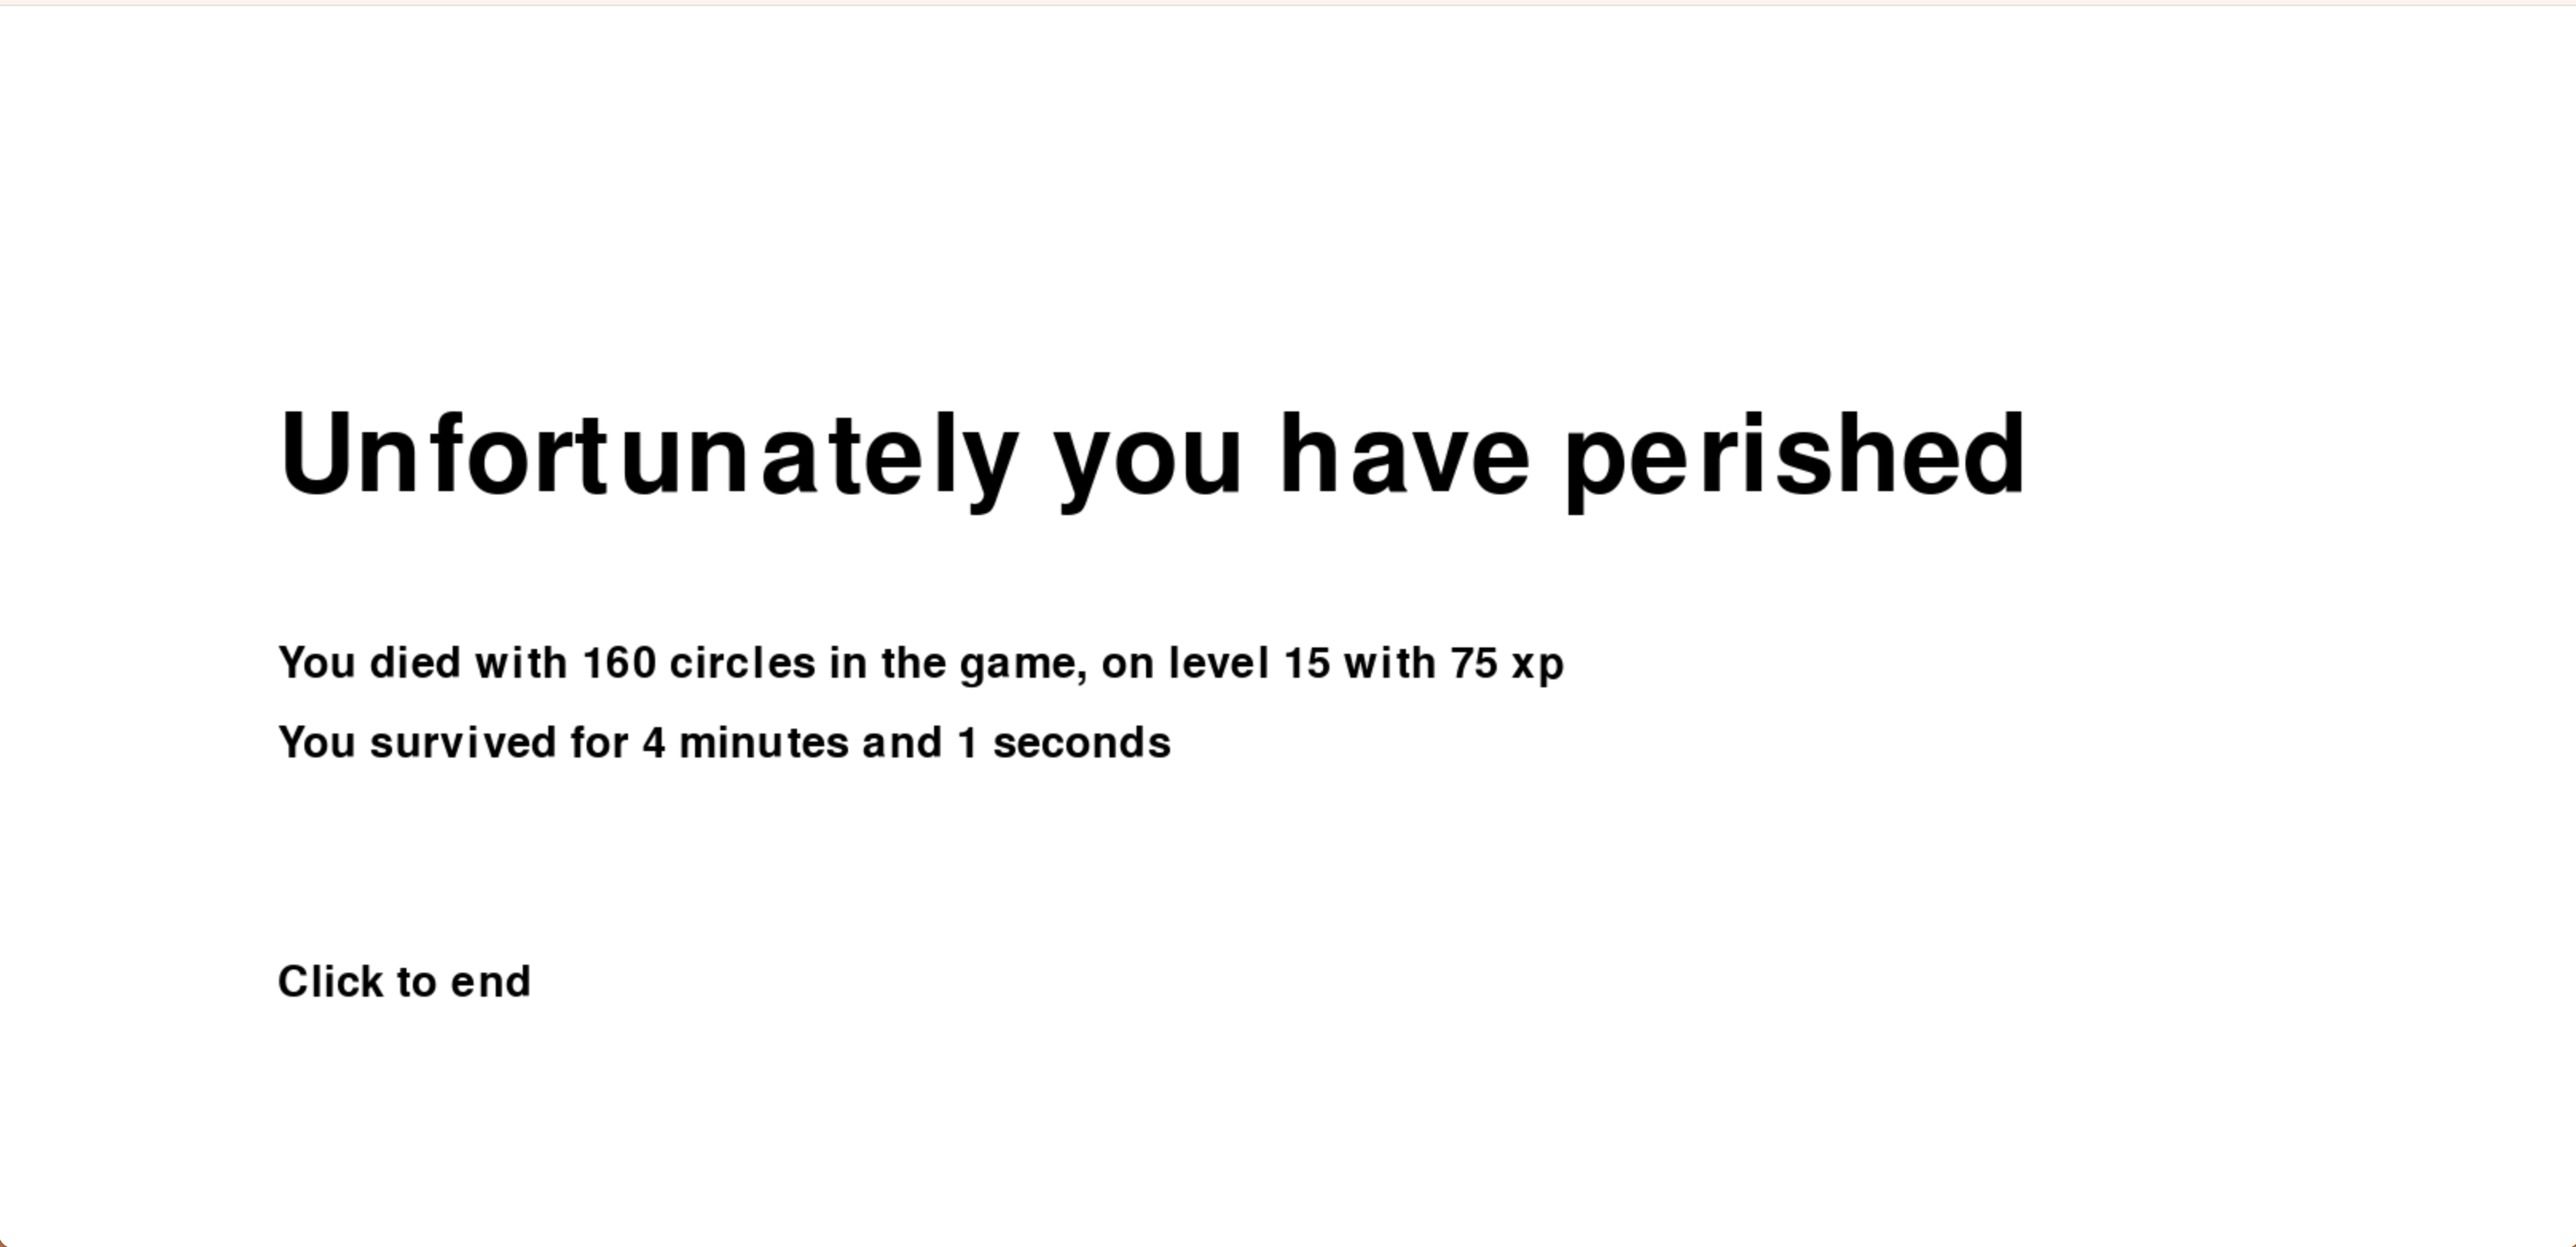 Unfortunately you have perished
You died with 160 circles in the game, on level 15 with 75 xp
You survived for 4 minutes and 1 seconds
Click to end